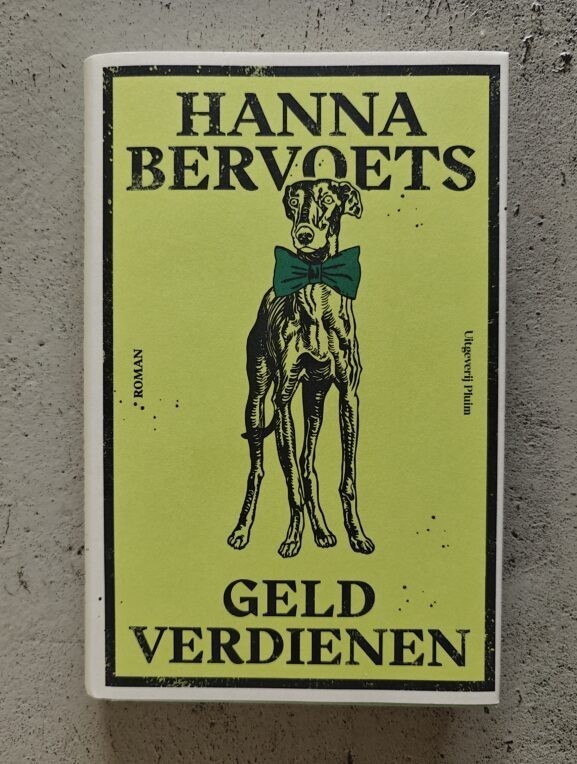 HANNA
BERVOETS
ROMAN
Uitgeverij Pluim
GELD
VERDIENEN